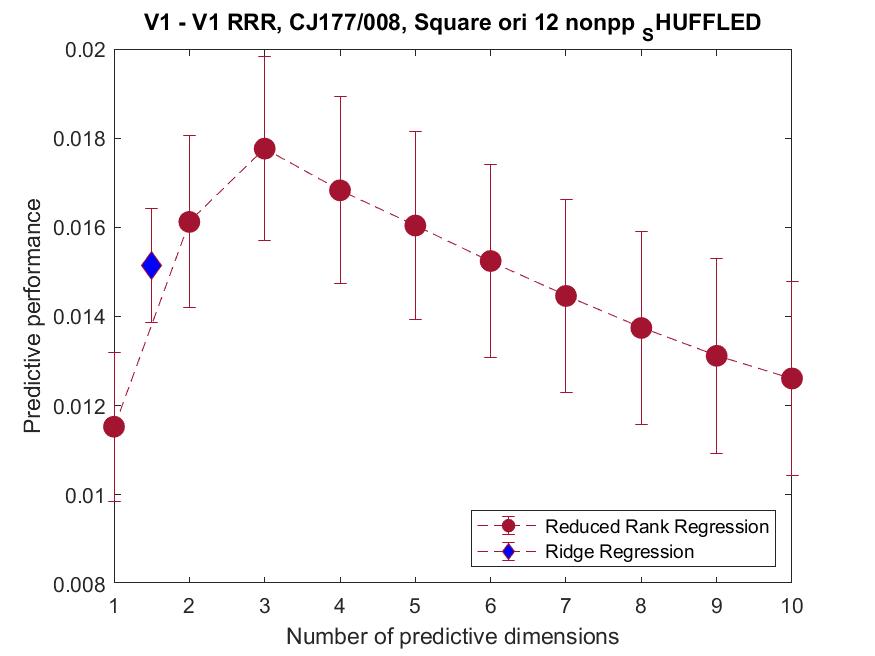 V1 - V1 RRR, CJ177/008, Square ori 12 nonpp SHUFFLED
0.02
0.018
0.016
0.014
0.012
0.01
0.008
Predictive performance
1 2 3 4 5 6 7 8 9 10
Number of predictive dimensions
Reduced Rank Regression
Ridge Regression